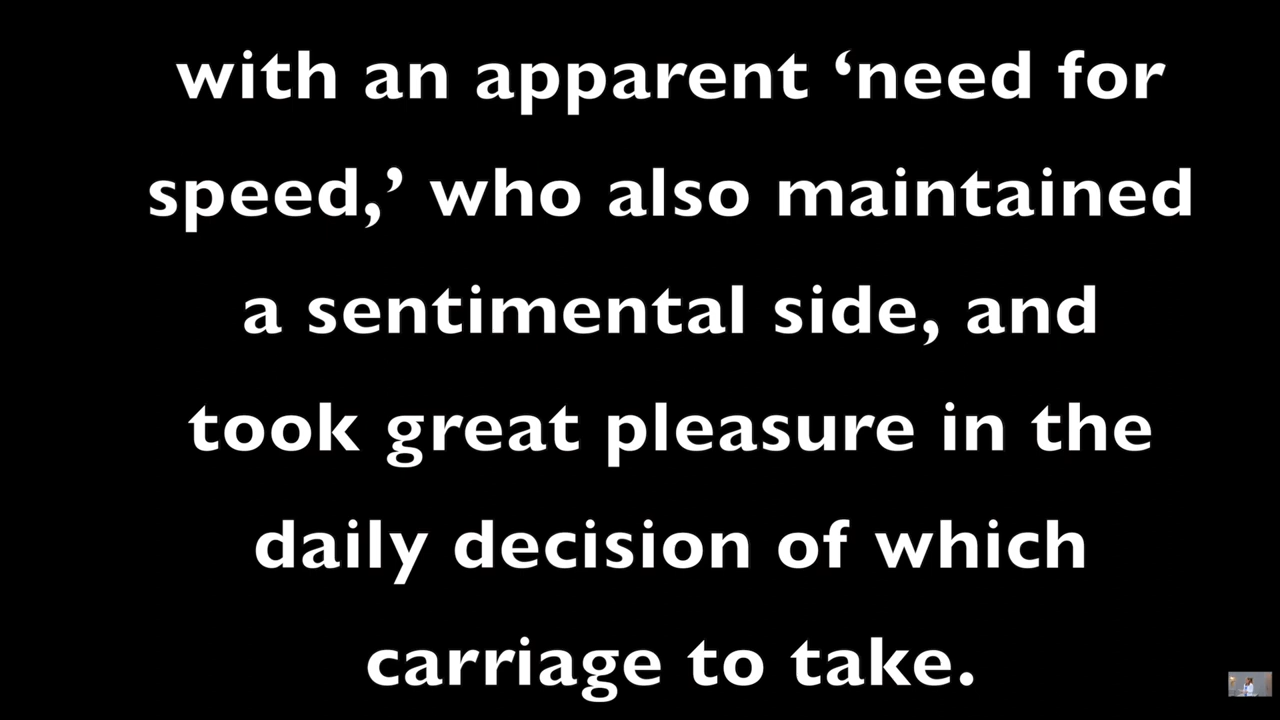 with an apparent ‘need for
speed,’ who also maintained
a sentimental side, and
took great pleasure in the
daily decision of which
carriage to take.